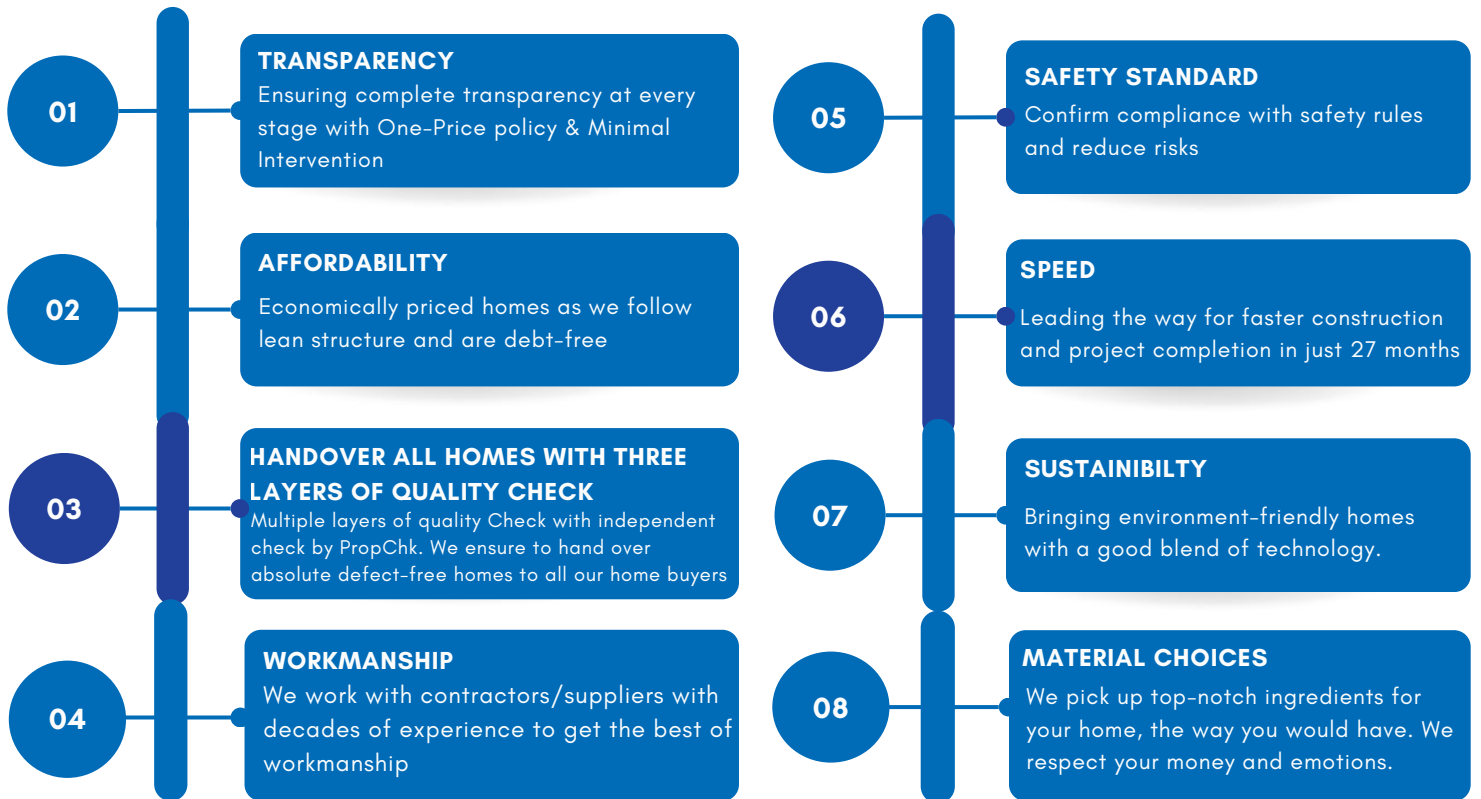 01
TRANSPARENCY
Ensuring complete transparency at every
stage with One-Price policy & Minimal
Intervention
02
AFFORDABILITY
Economically priced homes as we follow
lean structure and are debt-free
03
HANDOVER ALL HOMES WITH THREE
LAYERS OF QUALITY CHECK
Multiple layers of quality Check with independent
check by PropChk. We ensure to hand over
absolute defect-free homes to all our home buyers
04
WORKMANSHIP
We work with contractors/suppliers with
decades of experience to get the best of
workmanship
05
SAFETY STANDARD
Confirm compliance with safety rules
and reduce risks
06
SPEED
Leading the way for faster construction
and project completion in just 27 months
07
SUSTAINIBILTY
Bringing environment-friendly homes
with a good blend of technology.
08
MATERIAL CHOICES
We pick up top-notch ingredients for
your home, the way you would have. We
respect your money and emotions.